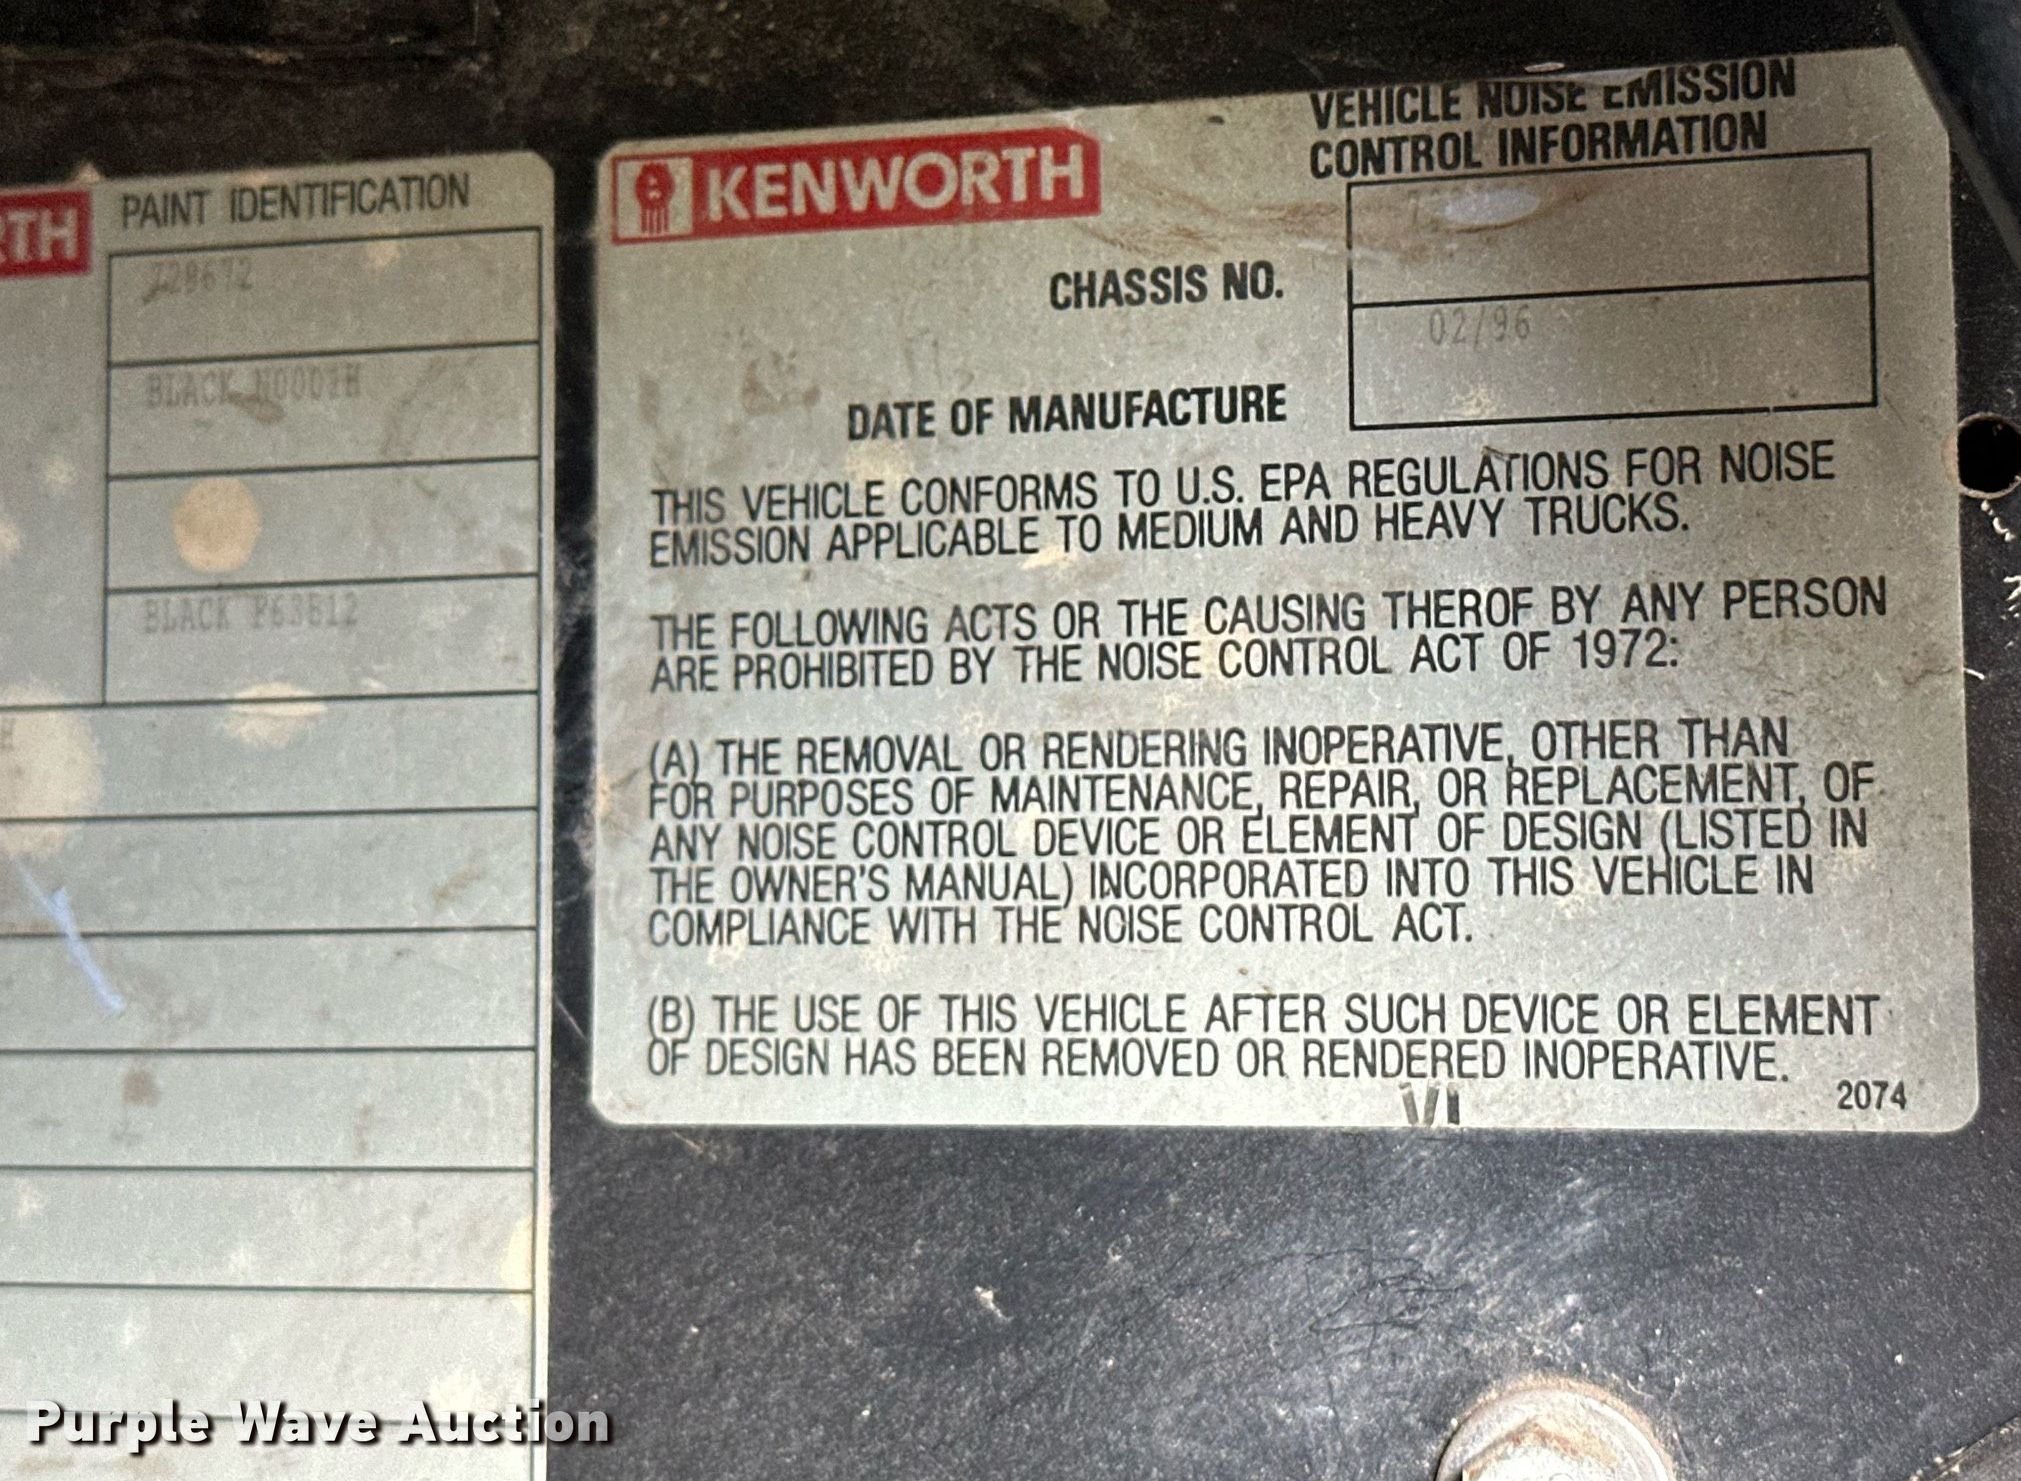 RTH
PAINT IDENTIFICATION
728672
BLACK N0001H
BLACK
KENWORTH
VEHICLE NOISE EMISSION
CONTROL INFORMATION
CHASSIS NO.
02/96
DATE OF MANUFACTURE
THIS VEHICLE CONFORMS TO U.S. EPA REGULATIONS FOR NOISE
EMISSION APPLICABLE TO MEDIUM AND HEAVY TRUCKS.
THE FOLLOWING ACTS OR THE CAUSING THEROF BY ANY PERSON
ARE PROHIBITED BY THE NOISE CONTROL ACT OF 1972:
(A) THE REMOVAL OR RENDERING INOPERATIVE, OTHER THAN
FOR PURPOSES OF MAINTENANCE, REPAIR, OR REPLACEMENT, OF
ANY NOISE CONTROL DEVICE OR ELEMENT OF DESIGN (LISTED IN
THE OWNER'S MANUAL) INCORPORATED INTO THIS VEHICLE IN
COMPLIANCE WITH THE NOISE CONTROL ACT.
(B) THE USE OF THIS VEHICLE AFTER SUCH DEVICE OR ELEMENT
OF DESIGN HAS BEEN REMOVED OR RENDERED INOPERATIVE.
2074
Purple Wave Auction